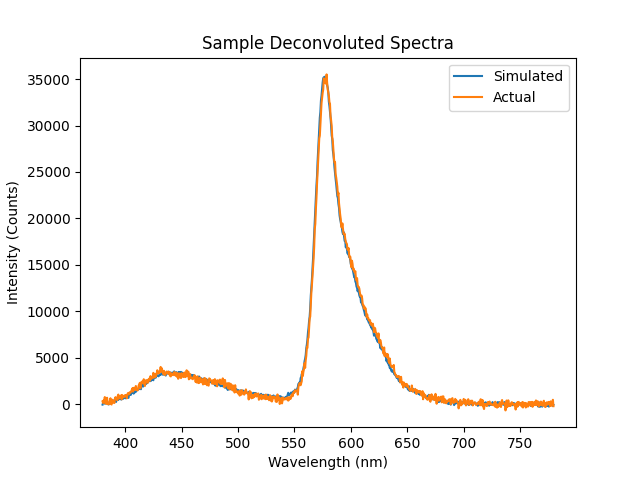 Sample Deconvoluted Spectra
Simulated
Actual
35000
30000
25000
20000
15000
10000
5000
0
Intensity (Counts)
400 450 500 550 600 650 700 750
Wavelength (nm)